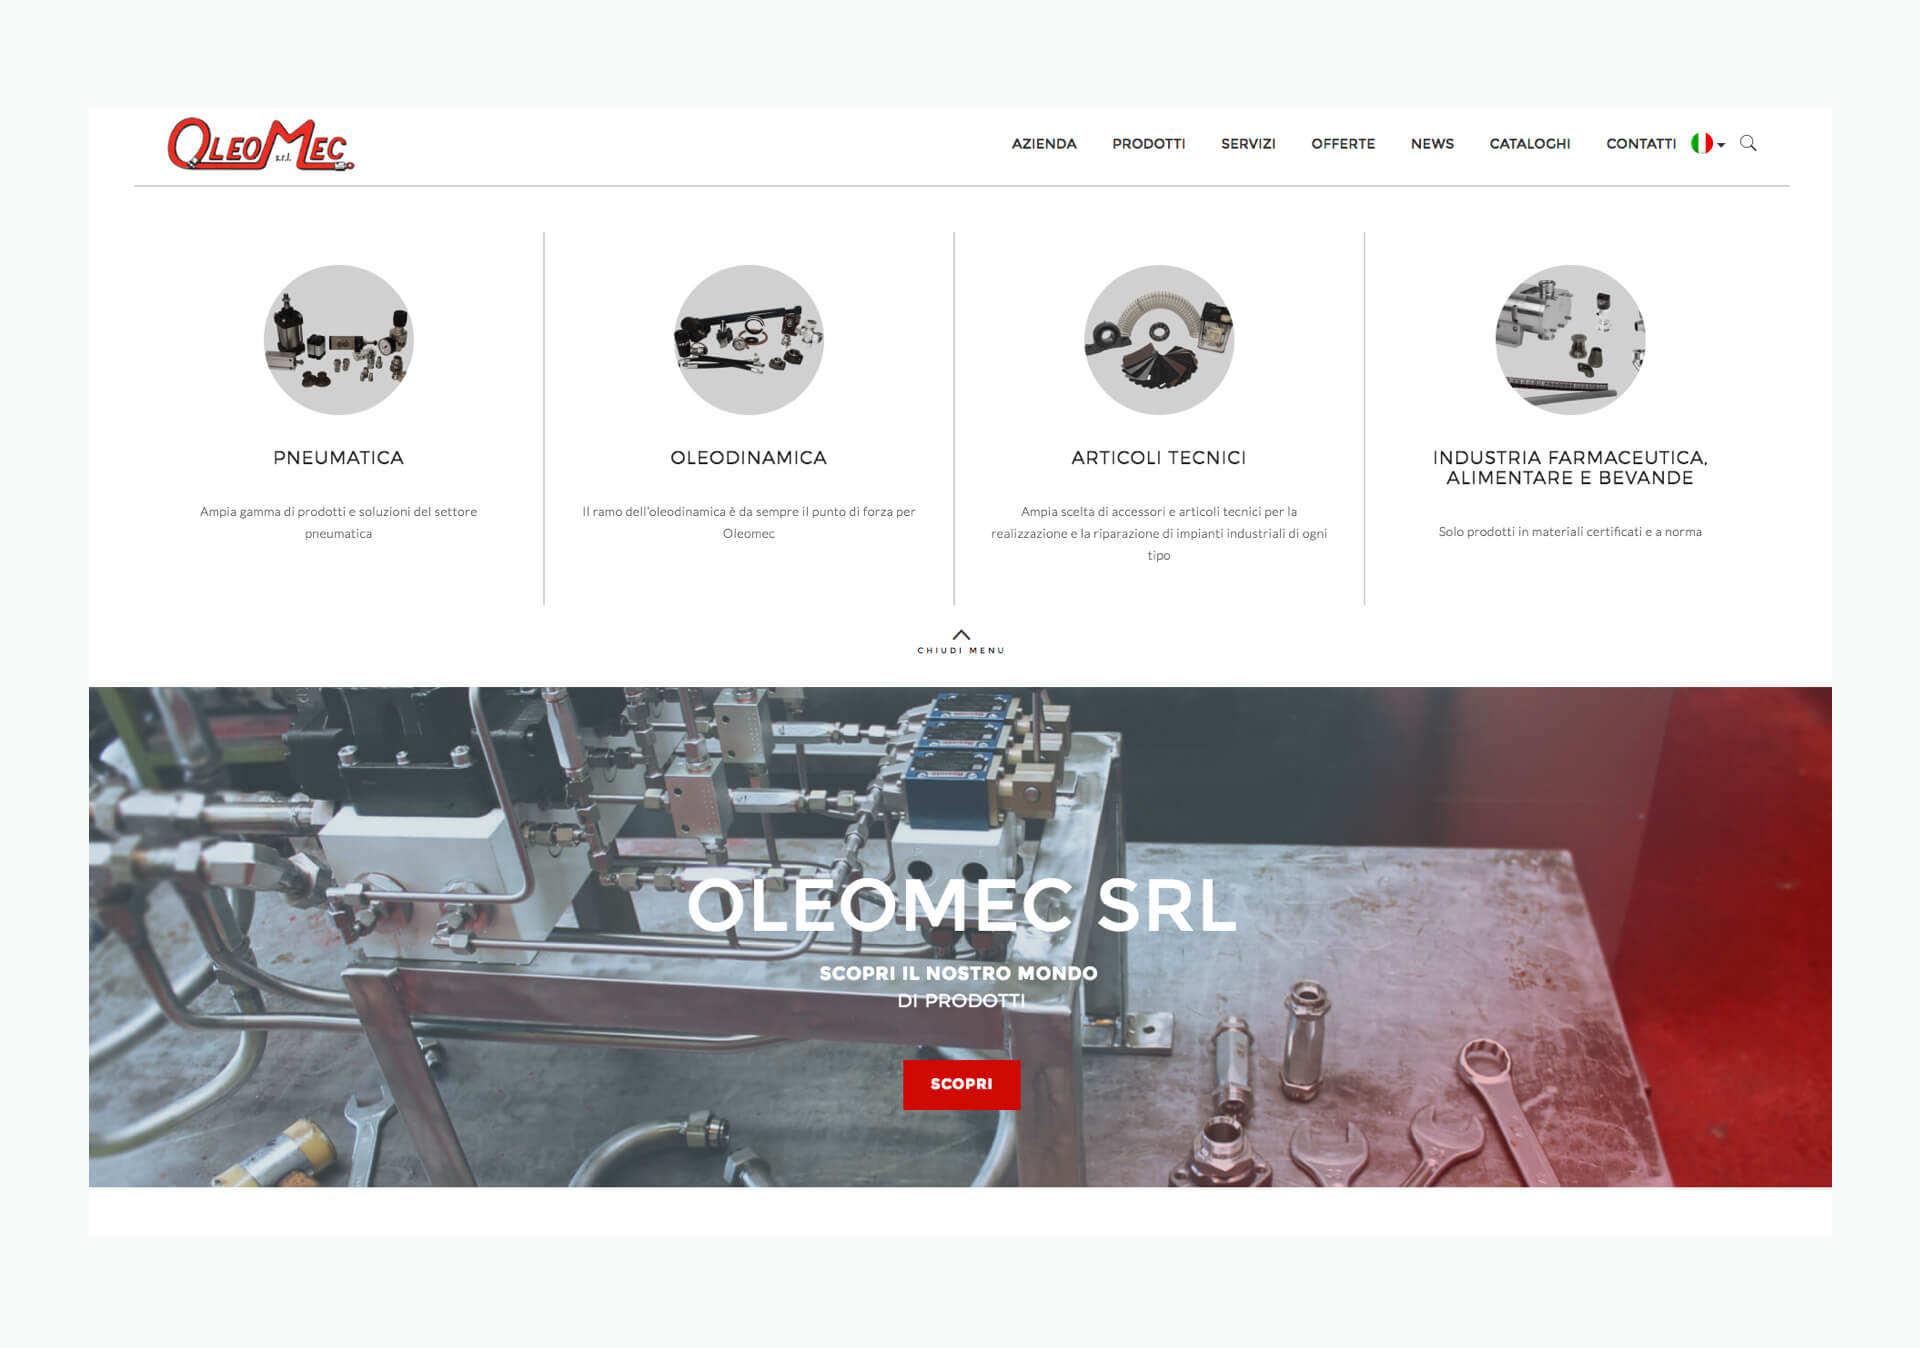 OLEOMEC
s.r.l.
AZIENDA PRODOTTI SERVIZI OFFERTE NEWS CATALOGHI CONTATTI
PNEUMATICA
Ampia gamma di prodotti e soluzioni del settore
pneumatica
OLEODINAMICA
Il ramo dell'oleodinamica è da sempre il punto di forza per
Oleomec
ARTICOLI TECNICI
Ampia scelta di accessori e articoli tecnici per la
realizzazione e la riparazione di impianti industriali di ogni
tipo
INDUSTRIA FARMACEUTICA,
ALIMENTARE E BEVANDE
Solo prodotti in materiali certificati e a norma
CHIUDI MENU
OLEOMEC SRL
SCOPRI IL NOSTRO MONDO
DI PRODOTTI
SCOPRI